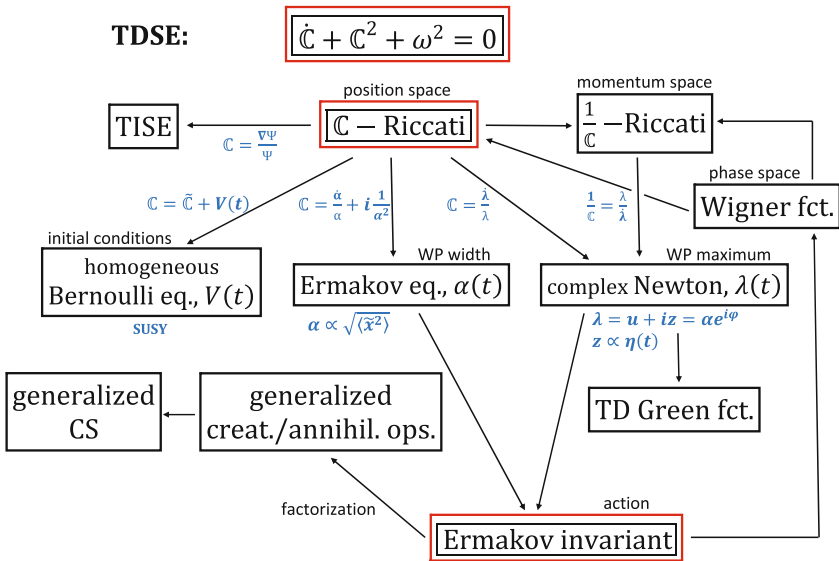 TDSE:
ℂ̇ + ℂ² + ω² = 0
position space
momentum space
TISE
ℂ − Riccati
1/ℂ −Riccati
ℂ = ∇Ψ/Ψ
phase space
Wigner fct.
ℂ = ℂ̃ + V(t)
ℂ = α̇/α + i 1/α²
ℂ = λ̇/λ
1/ℂ = λ/λ̇
initial conditions
WP width
WP maximum
homogeneous
Bernoulli eq., V(t)
Ermakov eq., α(t)
complex Newton, λ(t)
SUSY
α ∝ √⟨x̃²⟩
λ = u + iz = αe^{iφ}
z ∝ η(t)
generalized
CS
generalized
creat./annihil. ops.
TD Green fct.
factorization
action
Ermakov invariant